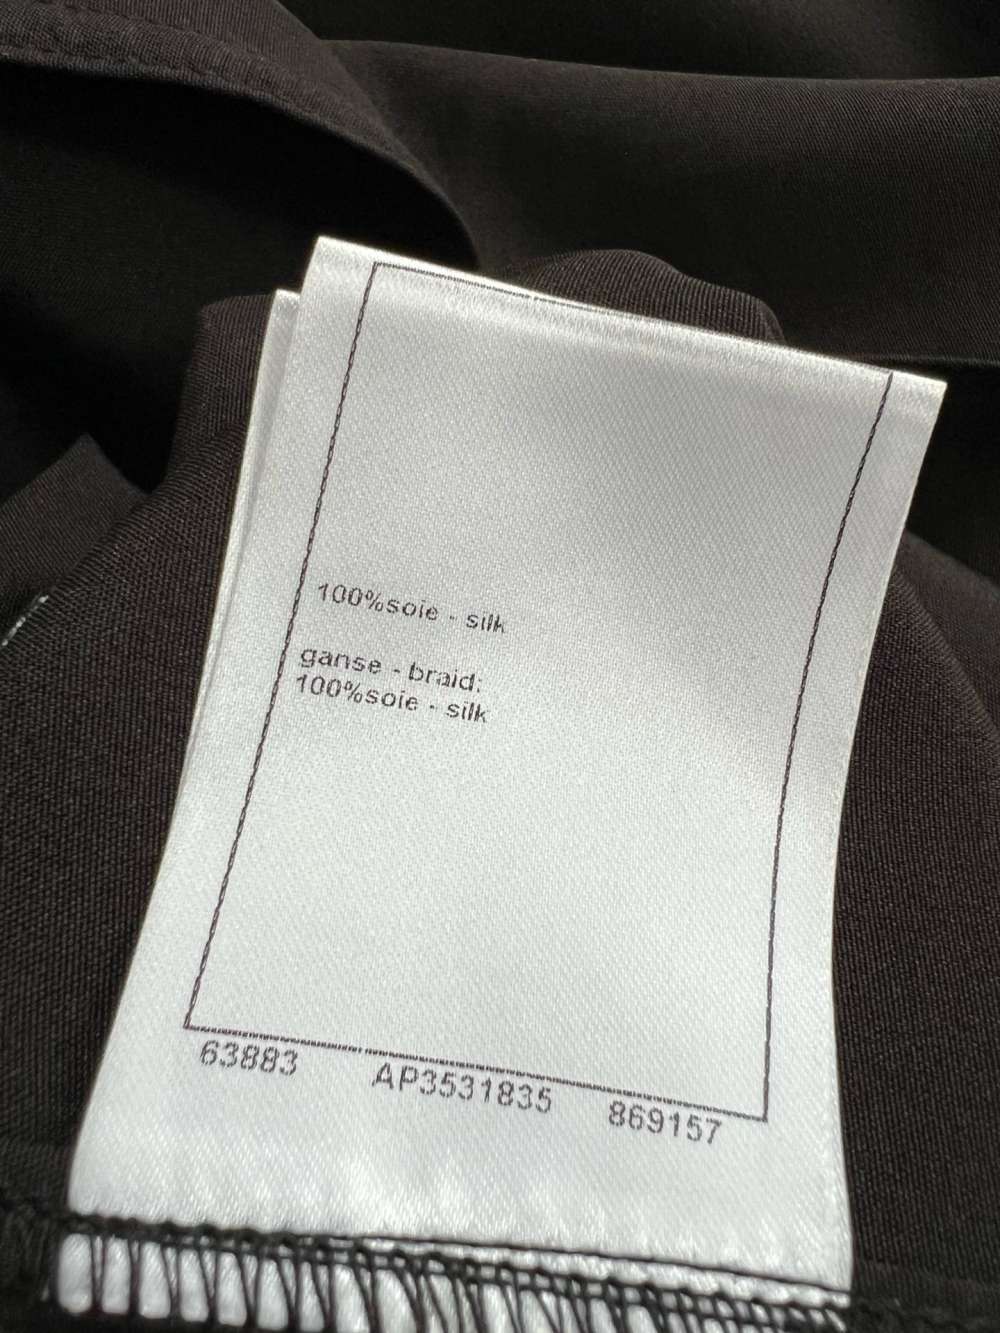 100%soie - silk
ganse - braid:
100%soie - silk
63883 AP3531835 869157